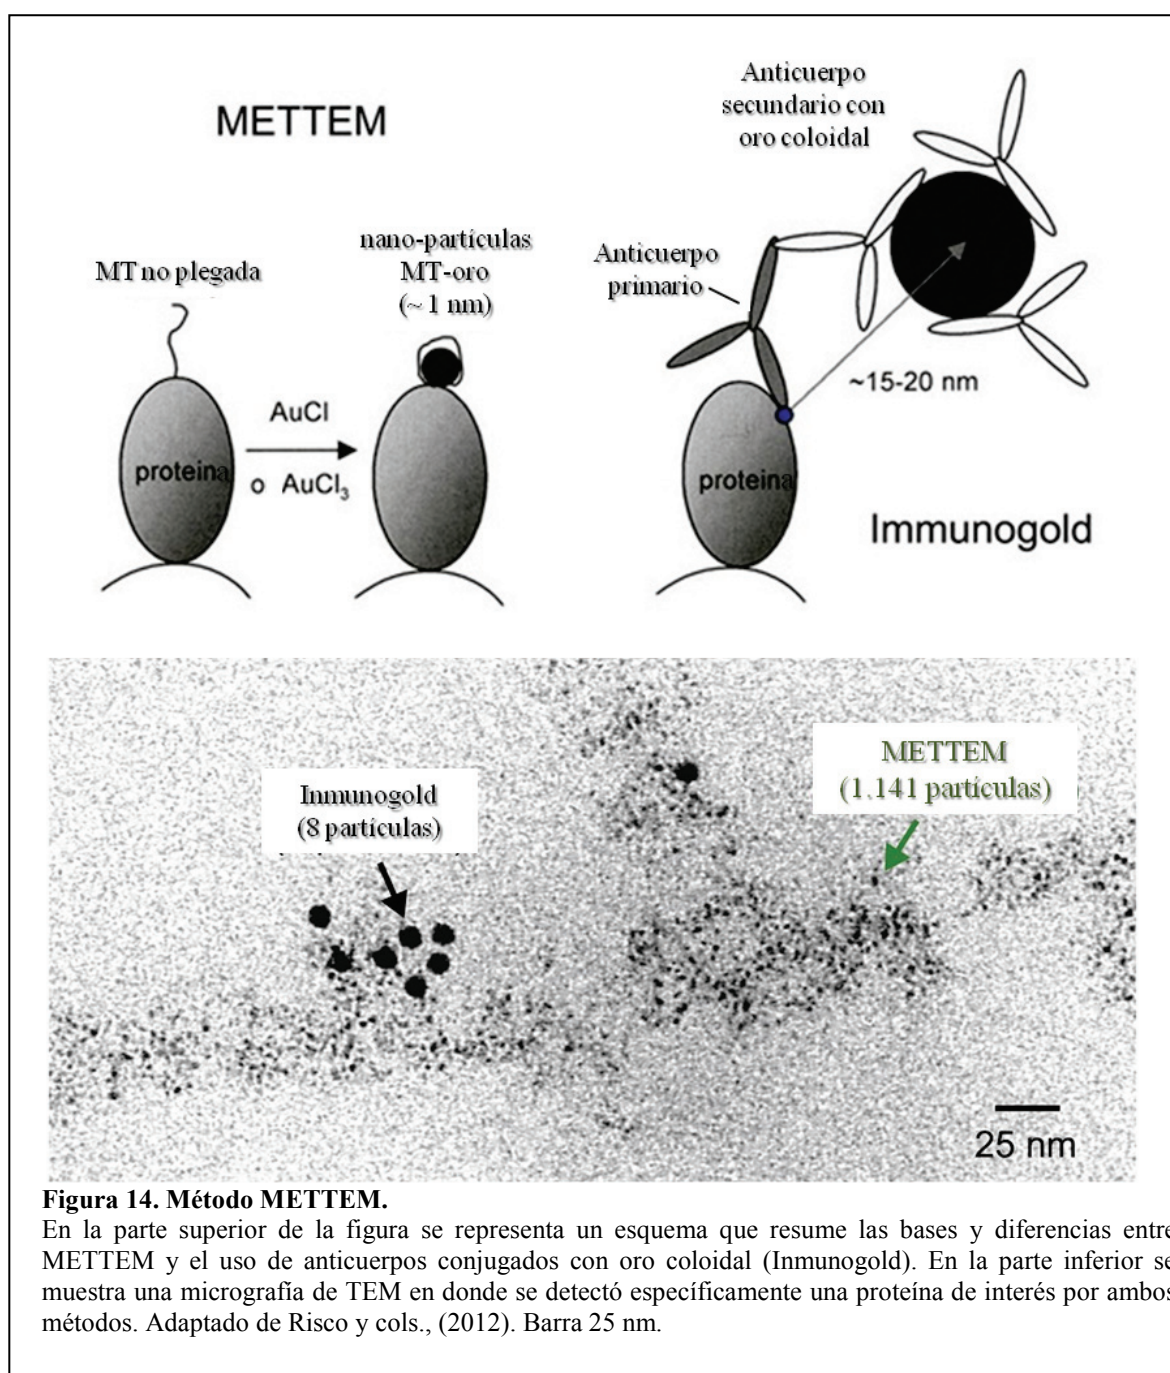 METTEM
MT no plegada
nano-partículas
MT-oro
(~ 1 nm)
AuCl
o AuCl3
proteina
Anticuerpo
secundario con
oro coloidal
Anticuerpo
primario
~15-20 nm
proteina
Immunogold
Inmunogold
(8 partículas)
METTEM
(1.141 partículas)
25 nm
Figura 14. Método METTEM.
En la parte superior de la figura se representa un esquema que resume las bases y diferencias entre
METTEM y el uso de anticuerpos conjugados con oro coloidal (Inmunogold). En la parte inferior se
muestra una micrografía de TEM en donde se detectó específicamente una proteína de interés por ambos
métodos. Adaptado de Risco y cols., (2012). Barra 25 nm.